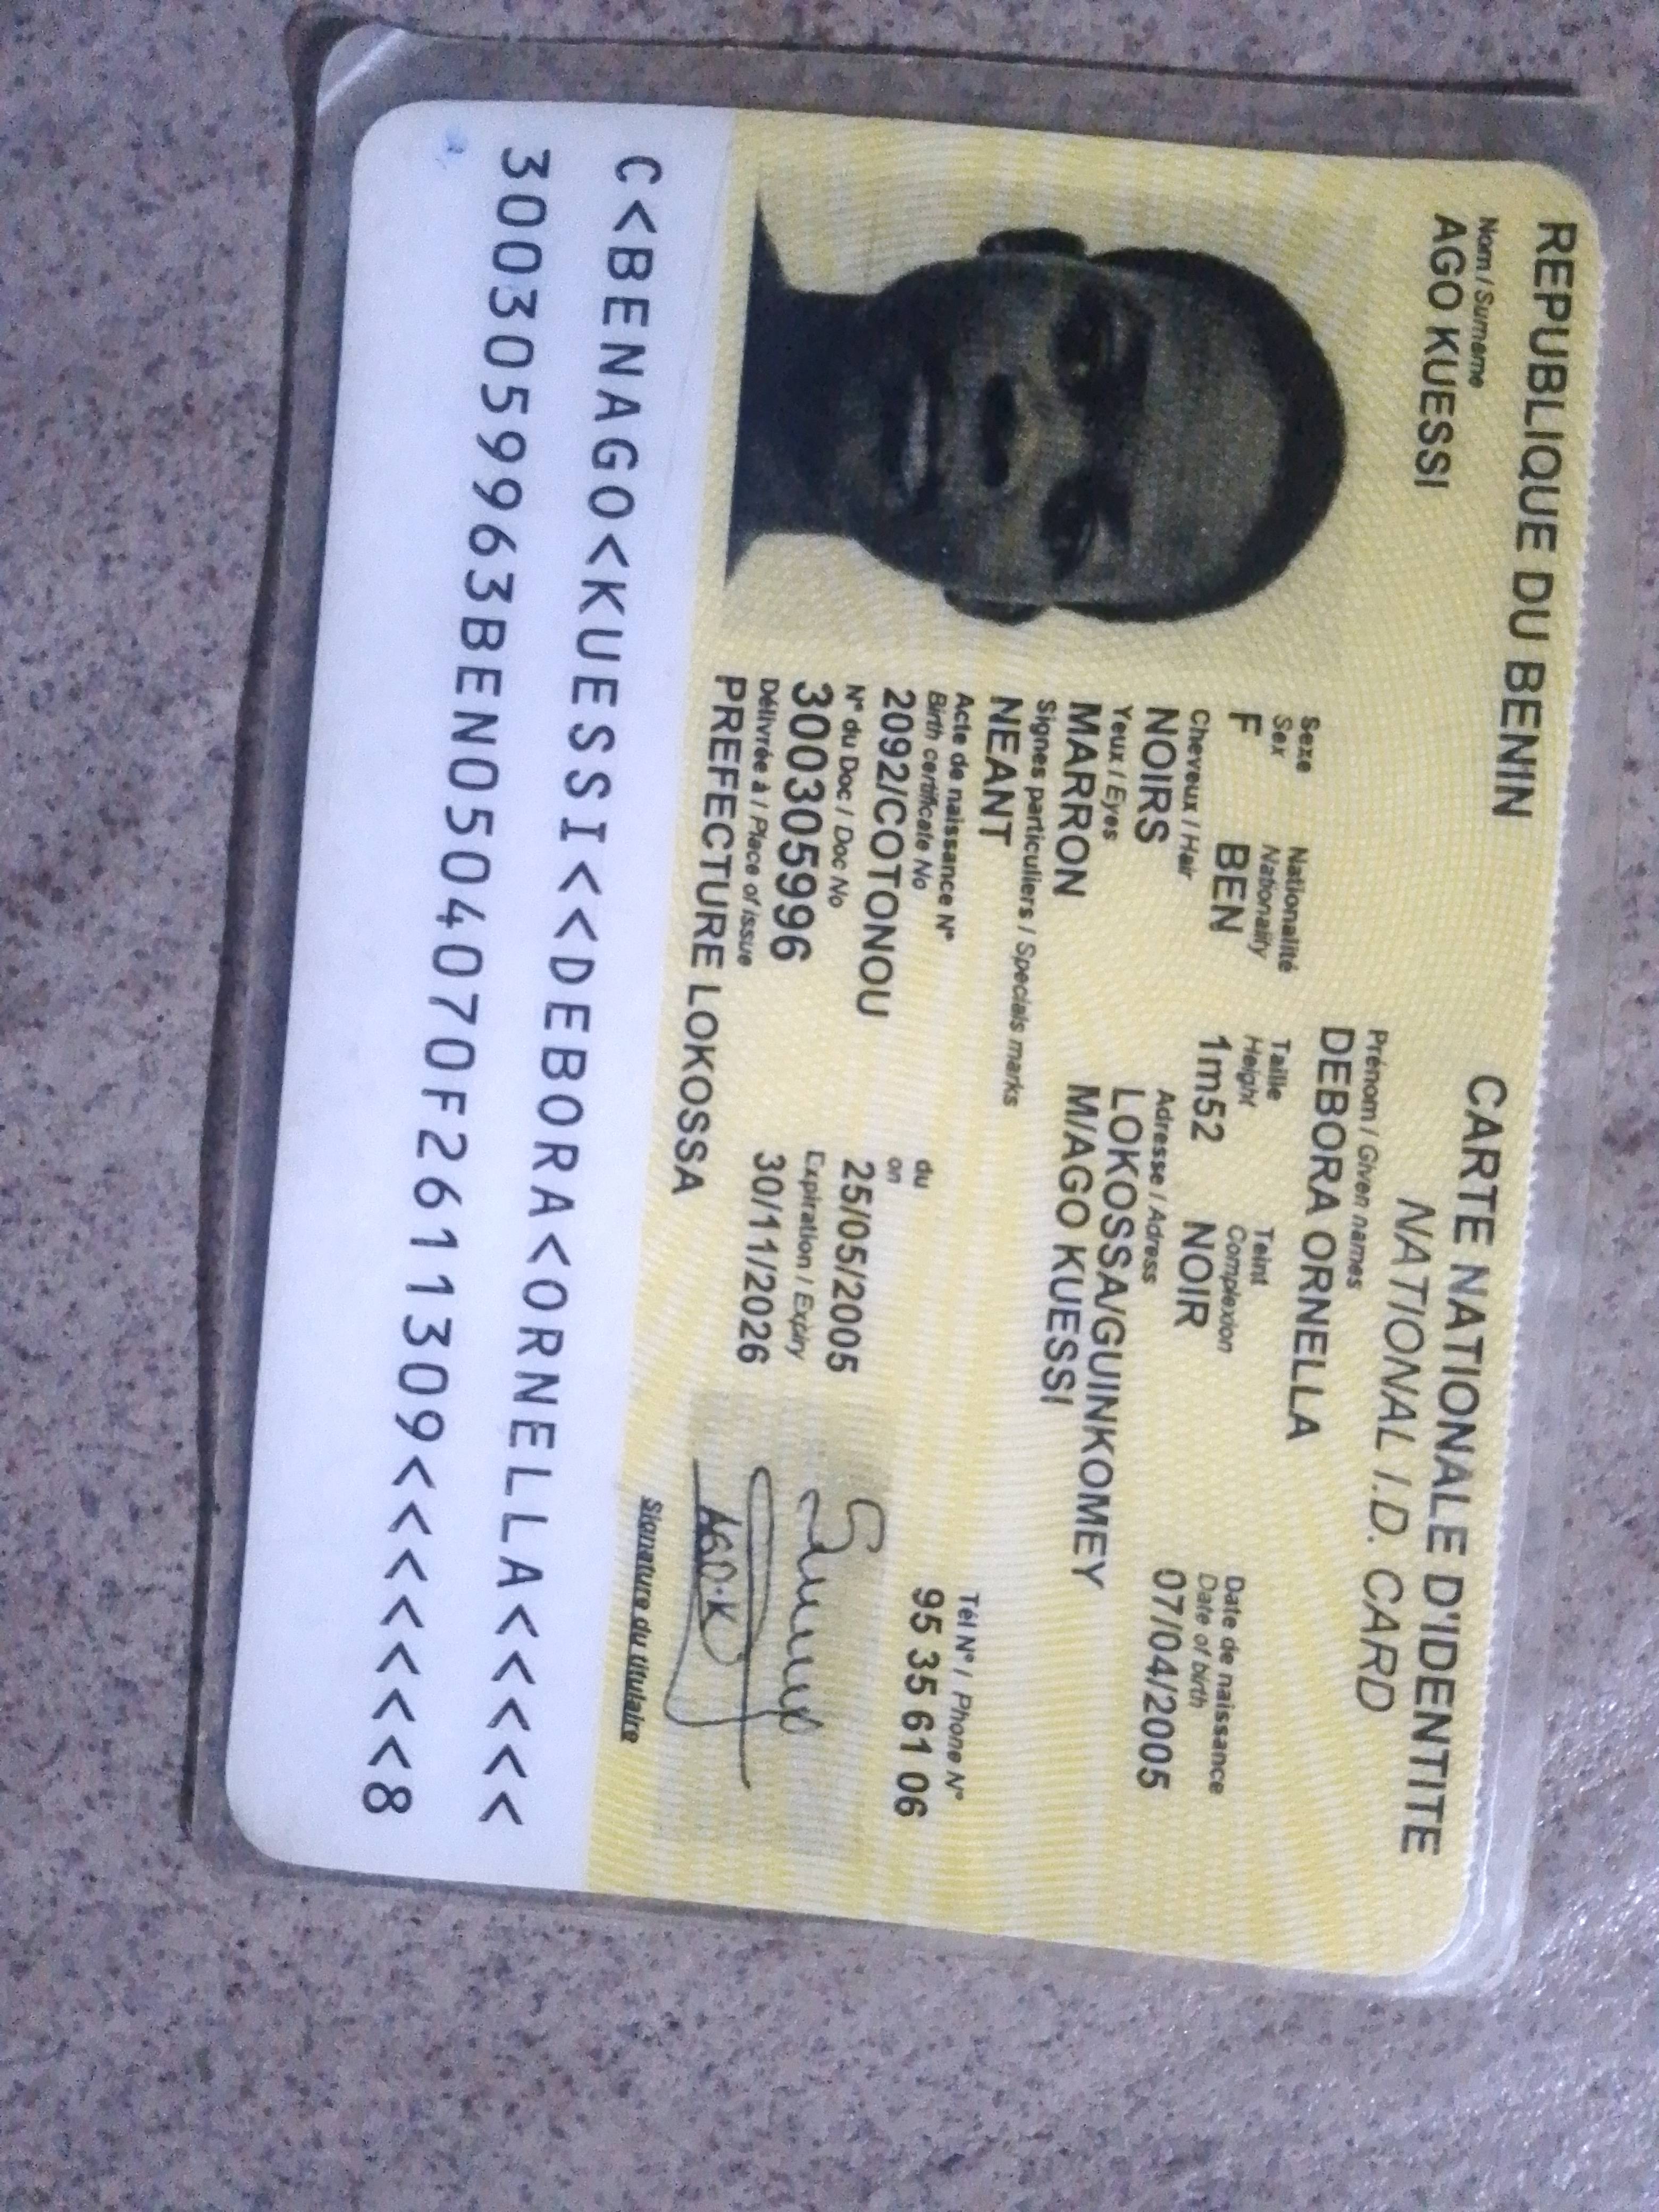 REPUBLIQUE DU BENIN
CARTE NATIONALE D'IDENTITE
NATIONAL I.D. CARD
Nom / Surname
AGO KUESSI
Prénom / Given names
DEBORA ORNELLA
Sexe Nationalité Taille Teint Date de naissance
Sex Nationality Height Complexion Date of birth
F BEN 1m52 NOIR 07/04/2005
Cheveux / Hair Adresse / Adress
NOIRS LOKOSSA/GUINKOMEY
Yeux / Eyes
MARRON M/AGO KUESSI
Signes particuliers / Specials marks
NEANT
Acte de naissance N° du Tél N° / Phone N°
Birth certificate No on 95 35 61 06
2092/COTONOU 25/05/2005
N° du Doc / Doc No Expiration / Expiry
300305996 30/11/2026
Délivrée à / Place of issue
PREFECTURE LOKOSSA
AGO.K
Signature du titulaire
C<BENAGO<KUESSI<<DEBORA<ORNELLA<<<<<
3003059963BEN0504070F2611309<<<<<<<8